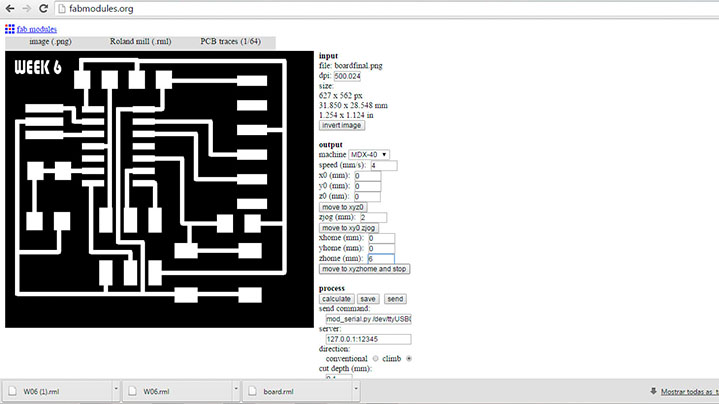 fabmodules.org
fab modules
image (.png) Roland mill (.rml) PCB traces (1/64)
WEEK 6
input
file: boardfinal.png
dpi: 500.024
size:
627 x 562 px
31.850 x 28.548 mm
1.254 x 1.124 in
invert image
output
machine MDX-40
speed (mm/s): 4
x0 (mm): 0
y0 (mm): 0
z0 (mm): 0
move to xyz0
zjog (mm): 2
move to xy0 zjog
xhome (mm): 0
yhome (mm): 0
zhome (mm): 6
move to xyzhome and stop
process
calculate save send
send command:
mod_serial.py /dev/ttyUSB0
server:
127.0.0.1:12345
direction:
conventional climb
cut depth (mm):
W06 (1).rml W06.rml board.rml Mostrar todas as